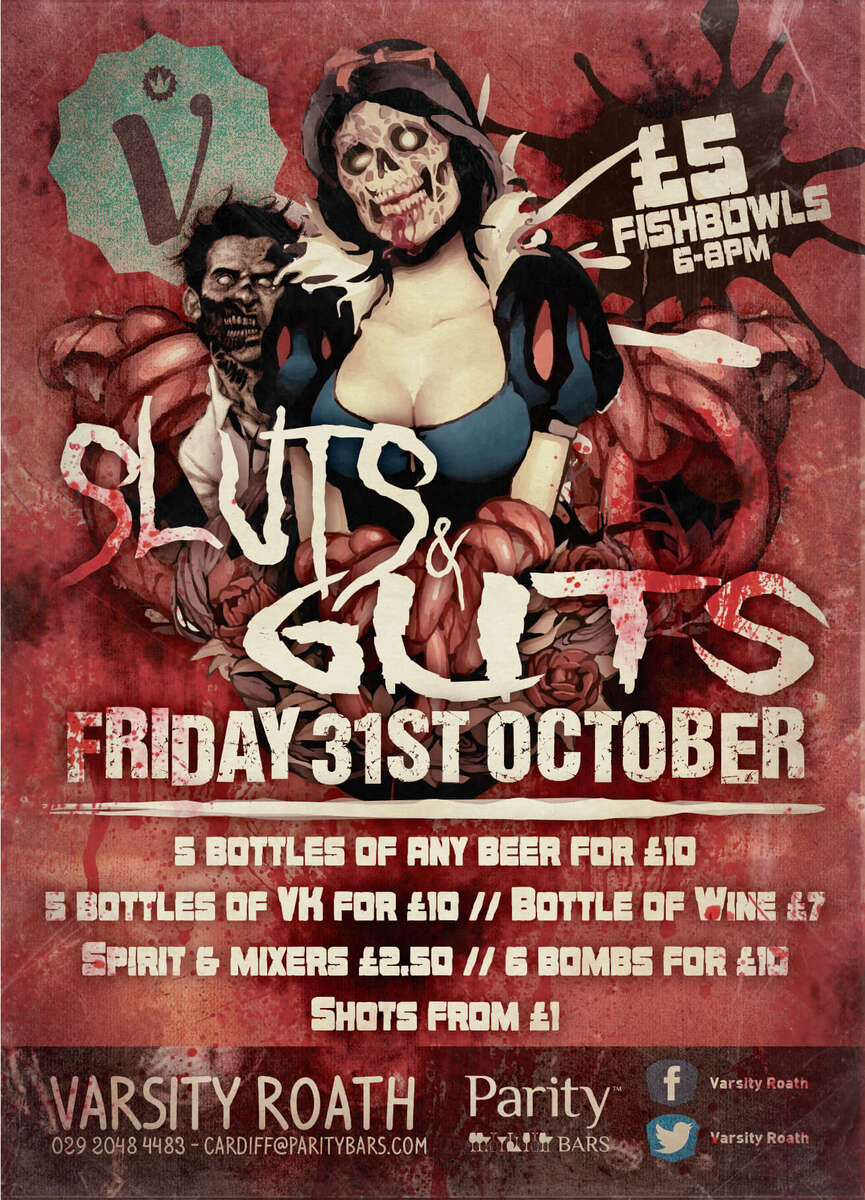 V
£5
FISHBOWLS
6-8PM
SLUTS
&
GUTS
FRIDAY 31ST OCTOBER
5 BOTTLES OF ANY BEER FOR £10
5 BOTTLES OF VK FOR £10 // BOTTLE OF WINE £7
SPIRIT & MIXERS £2.50 // 6 BOMBS FOR £10
SHOTS FROM £1
VARSITY ROATH
029 2048 4483 - CARDIFF@PARITYBARS.COM
Parity™
BARS
f Varsity Roath
Varsity Roath